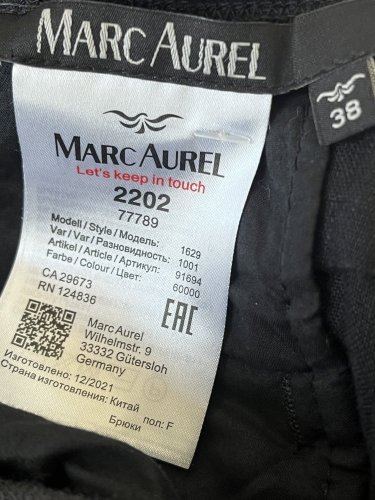 MARC AUREL
38
MARC AUREL
Let's keep in touch
2202
77789
Modell / Style / Модель: 1629
Var / Var / Разновидность: 1001
Artikel / Article / Артикул: 91694
Farbe / Colour / Цвет: 60000
CA 29673
RN 124836
EAC
Marc Aurel
Wilhelmstr. 9
33332 Gütersloh
Germany
Изготовлено: 12/2021
Страна изготовления: Китай
пол: F
Брюки